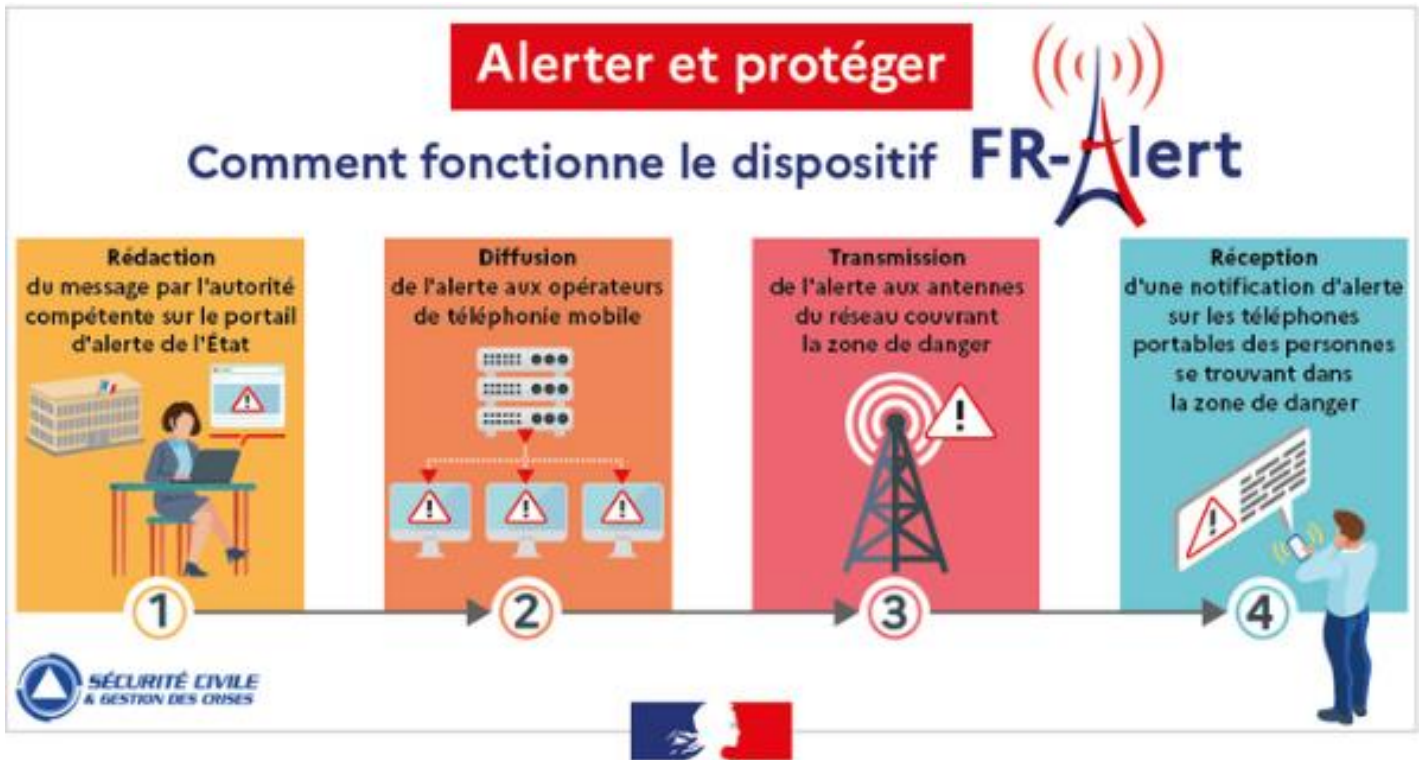 Alerter et protéger
Comment fonctionne le dispositif FR-Alert
Rédaction
du message par l'autorité
compétente sur le portail
d'alerte de l'État
1
Diffusion
de l'alerte aux opérateurs
de téléphonie mobile
2
Transmission
de l'alerte aux antennes
du réseau couvrant
la zone de danger
3
Réception
d'une notification d'alerte
sur les téléphones
portables des personnes
se trouvant dans
la zone de danger
4
SÉCURITÉ CIVILE
& GESTION DES CRISES